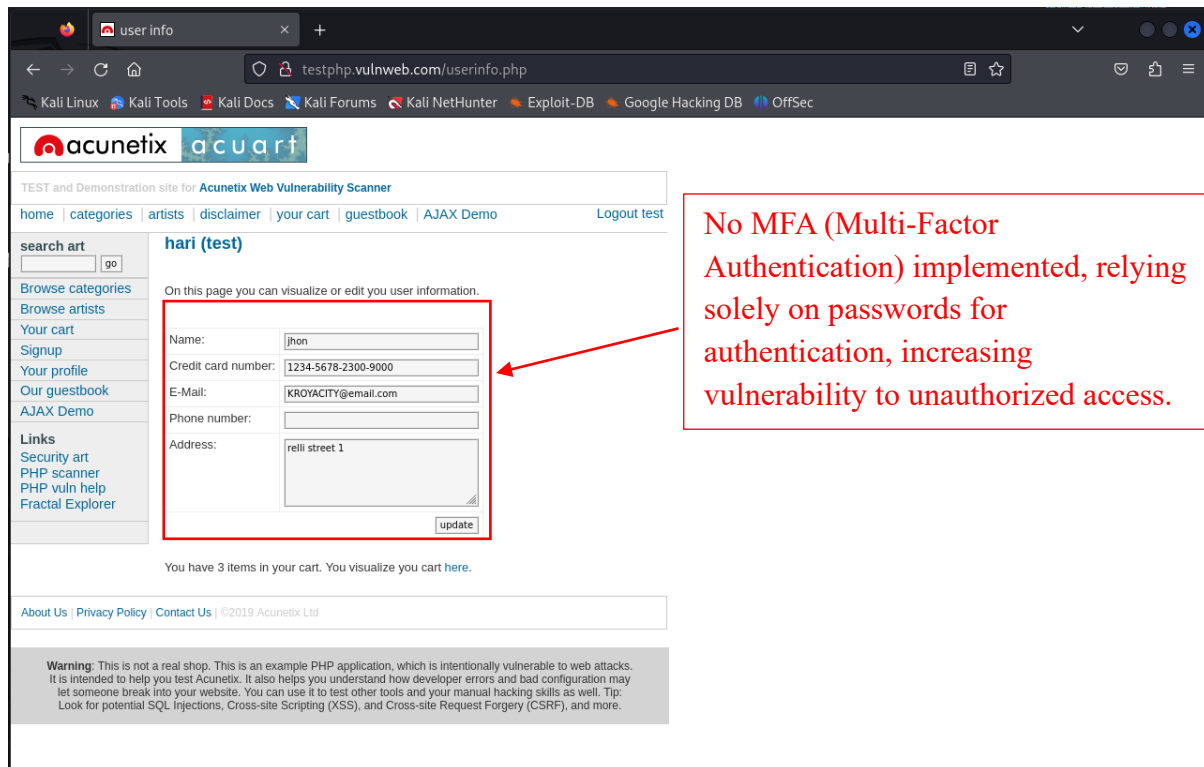 user info
testphp.vulnweb.com/userinfo.php
Kali Linux Kali Tools Kali Docs Kali Forums Kali NetHunter Exploit-DB Google Hacking DB OffSec
acunetix acuart
TEST and Demonstration site for Acunetix Web Vulnerability Scanner
home | categories | artists | disclaimer | your cart | guestbook | AJAX Demo
Logout test
search art
go
Browse categories
Browse artists
Your cart
Signup
Your profile
Our guestbook
AJAX Demo
Links
Security art
PHP scanner
PHP vuln help
Fractal Explorer
hari (test)
On this page you can visualize or edit you user information.
Name: jhon
Credit card number: 1234-5678-2300-9000
E-Mail: KROYACITY@email.com
Phone number:
Address: relli street 1
update
You have 3 items in your cart. You visualize you cart here.
No MFA (Multi-Factor
Authentication) implemented, relying
solely on passwords for
authentication, increasing
vulnerability to unauthorized access.
About Us | Privacy Policy | Contact Us | ©2019 Acunetix Ltd
Warning: This is not a real shop. This is an example PHP application, which is intentionally vulnerable to web attacks.
It is intended to help you test Acunetix. It also helps you understand how developer errors and bad configuration may
let someone break into your website. You can use it to test other tools and your manual hacking skills as well. Tip:
Look for potential SQL Injections, Cross-site Scripting (XSS), and Cross-site Request Forgery (CSRF), and more.